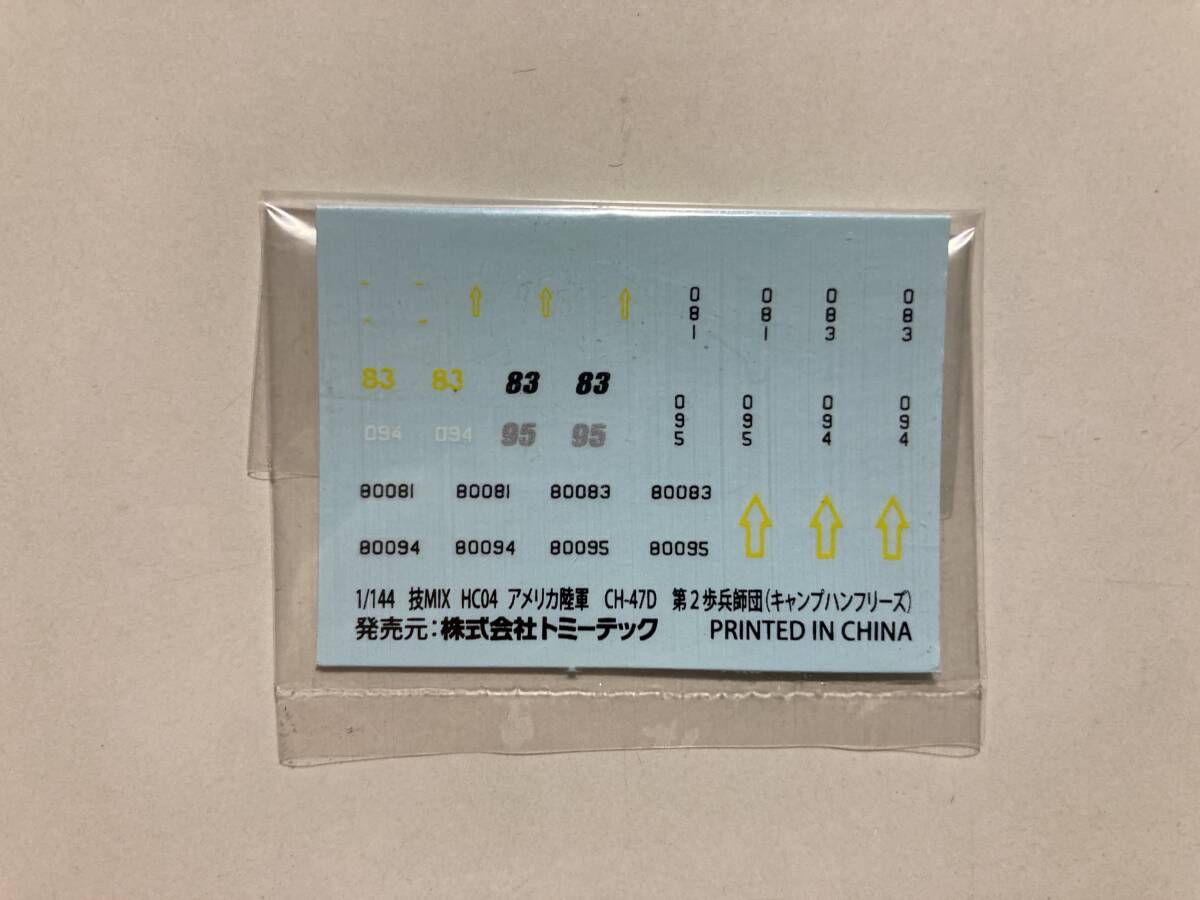 081 081 083 083
83 83 83 83
095 095 094 094
094 094 95 95
80081 80081 80083 80083
80094 80094 80095 80095
1/144 技MIX HC04 アメリカ陸軍 CH-47D 第2歩兵師団(キャンプハンフリーズ)
発売元:株式会社トミーテック PRINTED IN CHINA